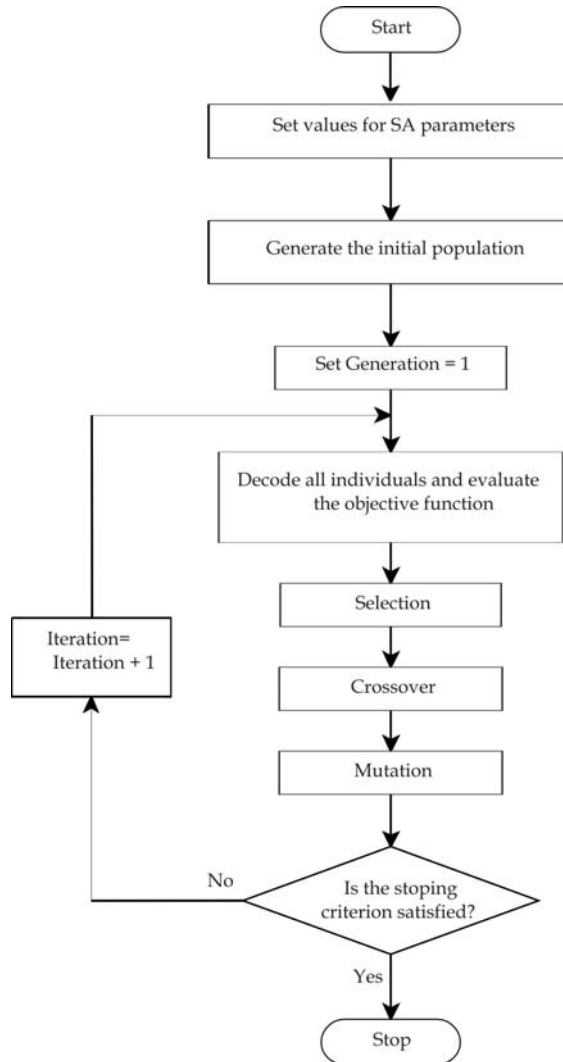 Start
Set values for SA parameters
Generate the initial population
Set Generation = 1
Decode all individuals and evaluate
the objective function
Selection
Iteration=
Iteration + 1
Crossover
Mutation
No
Is the stoping
criterion satisfied?
Yes
Stop